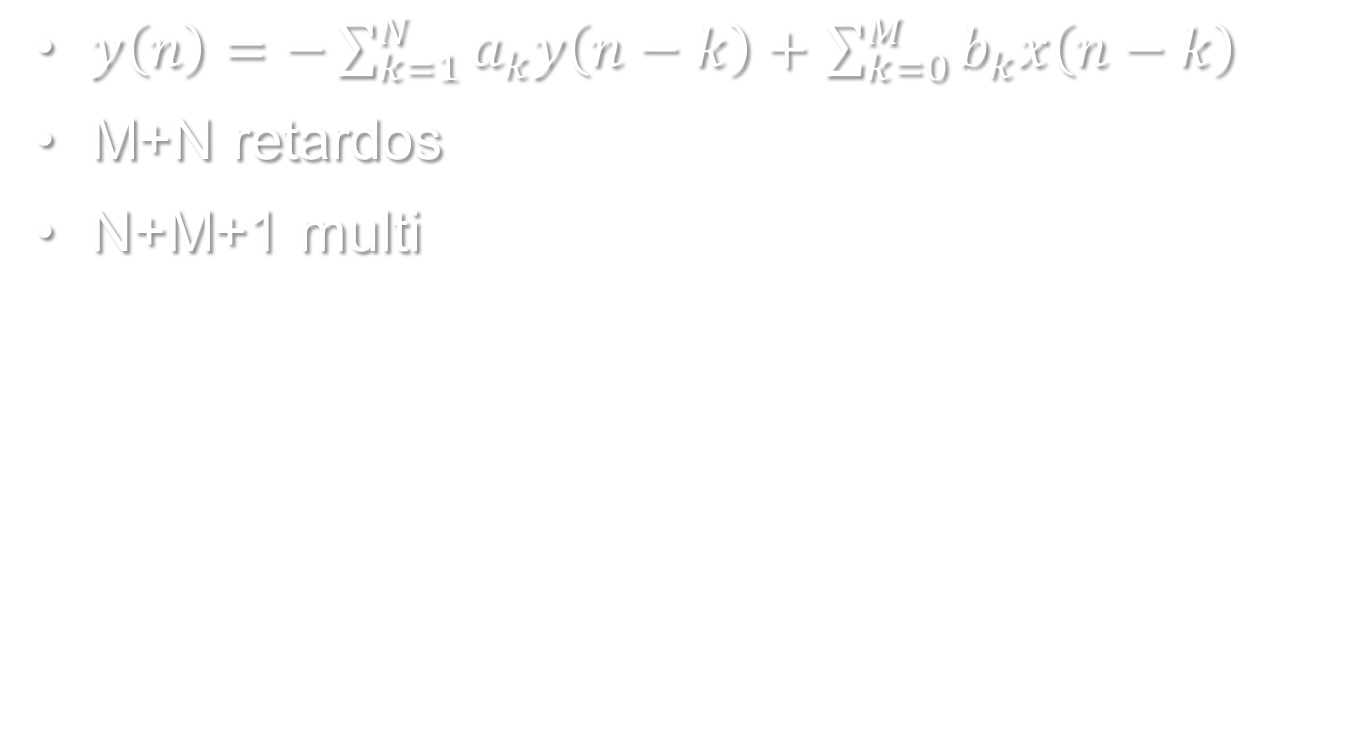 • y(n) = − ∑_{k=1}^{N} a_k y(n − k) + ∑_{k=0}^{M} b_k x(n − k)
• M+N retardos
• N+M+1 multi